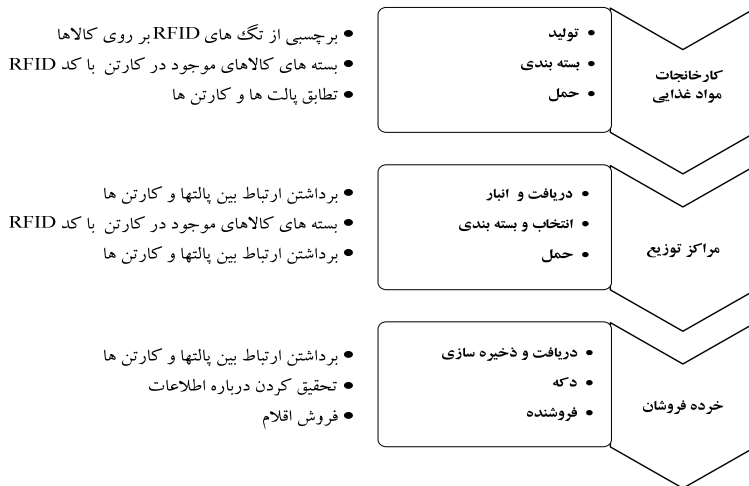 کارخانجات
مواد غذایی
• تولید
• بسته بندی
• حمل
• برچسبی از تگ های RFID بر روی کالاها
• بسته های کالاهای موجود در کارتن با کد RFID
• تطابق پالت ها و کارتن ها
مراکز توزیع
• دریافت و انبار
• انتخاب و بسته بندی
• حمل
• برداشتن ارتباط بین پالتها و کارتن ها
• بسته های کالاهای موجود در کارتن با کد RFID
• برداشتن ارتباط بین پالتها و کارتن ها
خرده فروشان
• دریافت و ذخیره سازی
• دکه
• فروشنده
• برداشتن ارتباط بین پالتها و کارتن ها
• تحقیق کردن درباره اطلاعات
• فروش اقلام